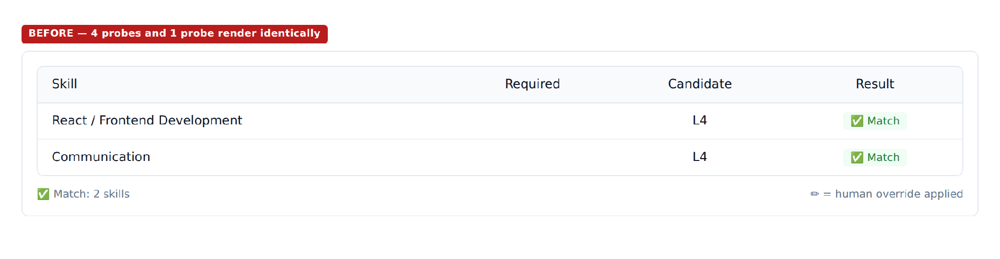 BEFORE — 4 probes and 1 probe render identically
Skill Required Candidate Result
React / Frontend Development L4 ✅ Match
Communication L4 ✅ Match
✅ Match: 2 skills ✏ = human override applied